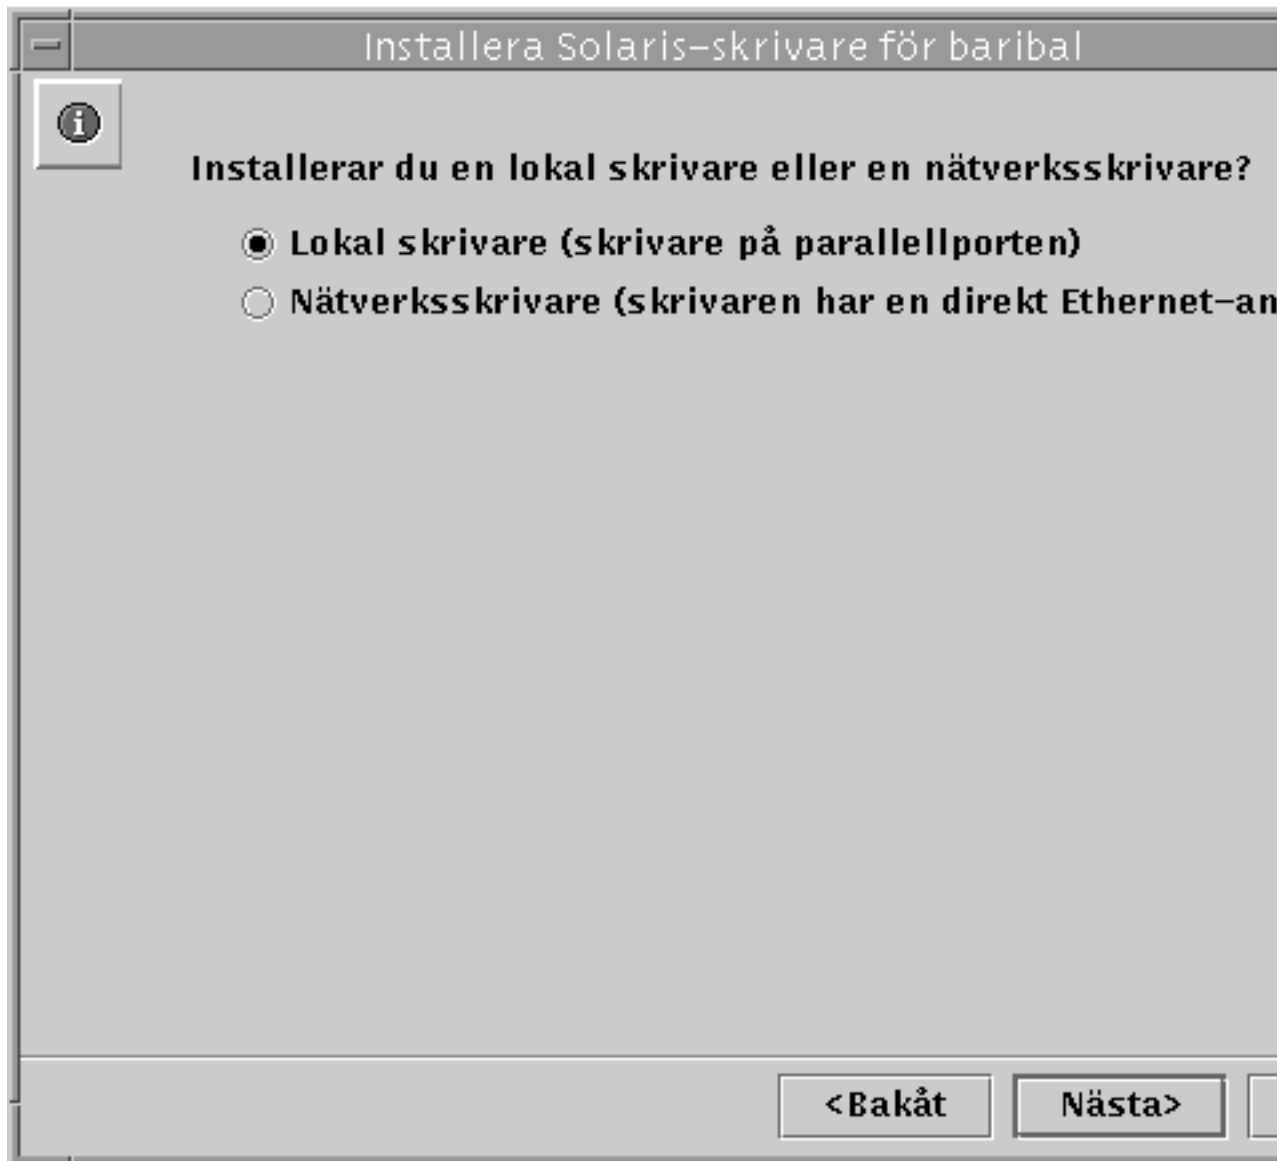 Installera Solaris-skrivare för baribal
Installerar du en lokal skrivare eller en nätverksskrivare?
Lokal skrivare (skrivare på parallellporten)
Nätverksskrivare (skrivaren har en direkt Ethernet-an
<Bakåt Nästa>